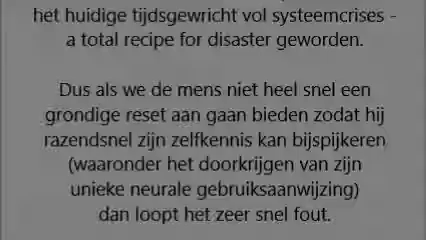 het huidige tijdsgewricht vol systeemcrises -
a total recipe for disaster geworden.
Dus als we de mens niet heel snel een
grondige reset aan gaan bieden zodat hij
razendsnel zijn zelfkennis kan bijspijkeren
(waaronder het doorkrijgen van zijn
unieke neurale gebruiksaanwijzing)
dan loopt het zeer snel fout.